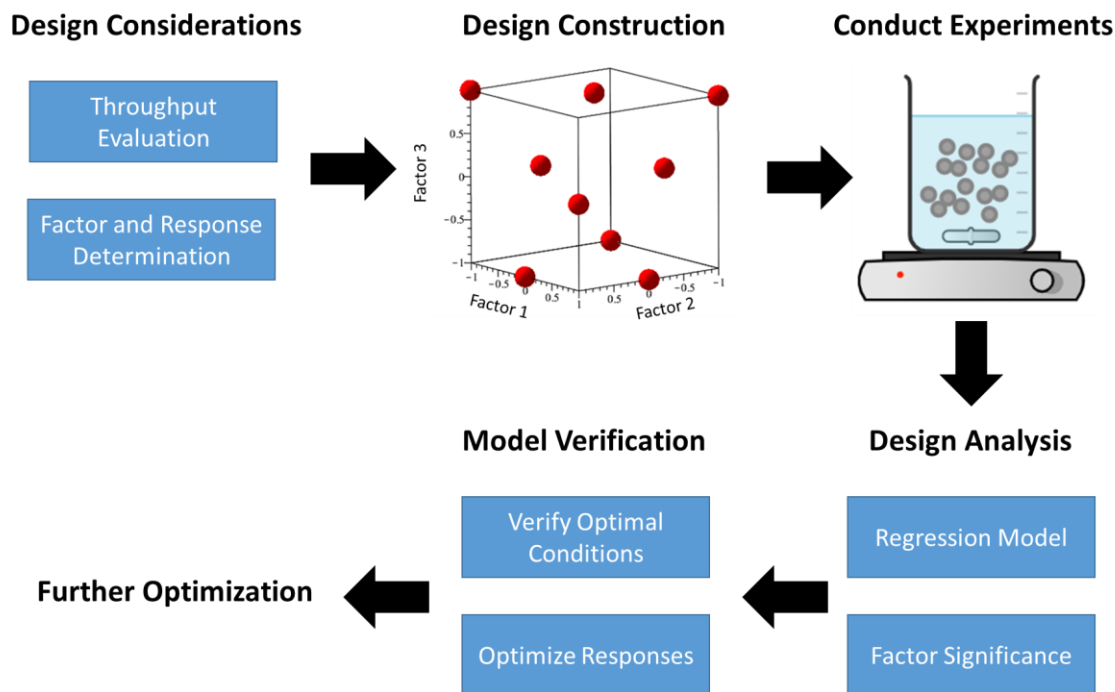 Design Considerations
Throughput
Evaluation
Factor and Response
Determination
Design Construction
Factor 3
0.5
0
−0.5
−1
−1
−0.5
0
0.5
1
0.5
0
−0.5
−1
Factor 1
Factor 2
Conduct Experiments
Design Analysis
Regression Model
Factor Significance
Model Verification
Verify Optimal
Conditions
Optimize Responses
Further Optimization